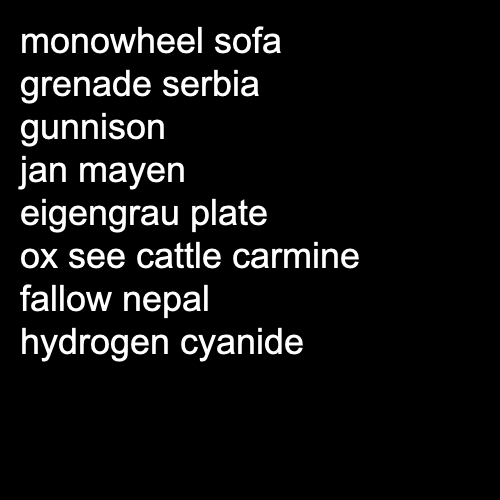 monowheel sofa
grenade serbia
gunnison
jan mayen
eigengrau plate
ox see cattle carmine
fallow nepal
hydrogen cyanide